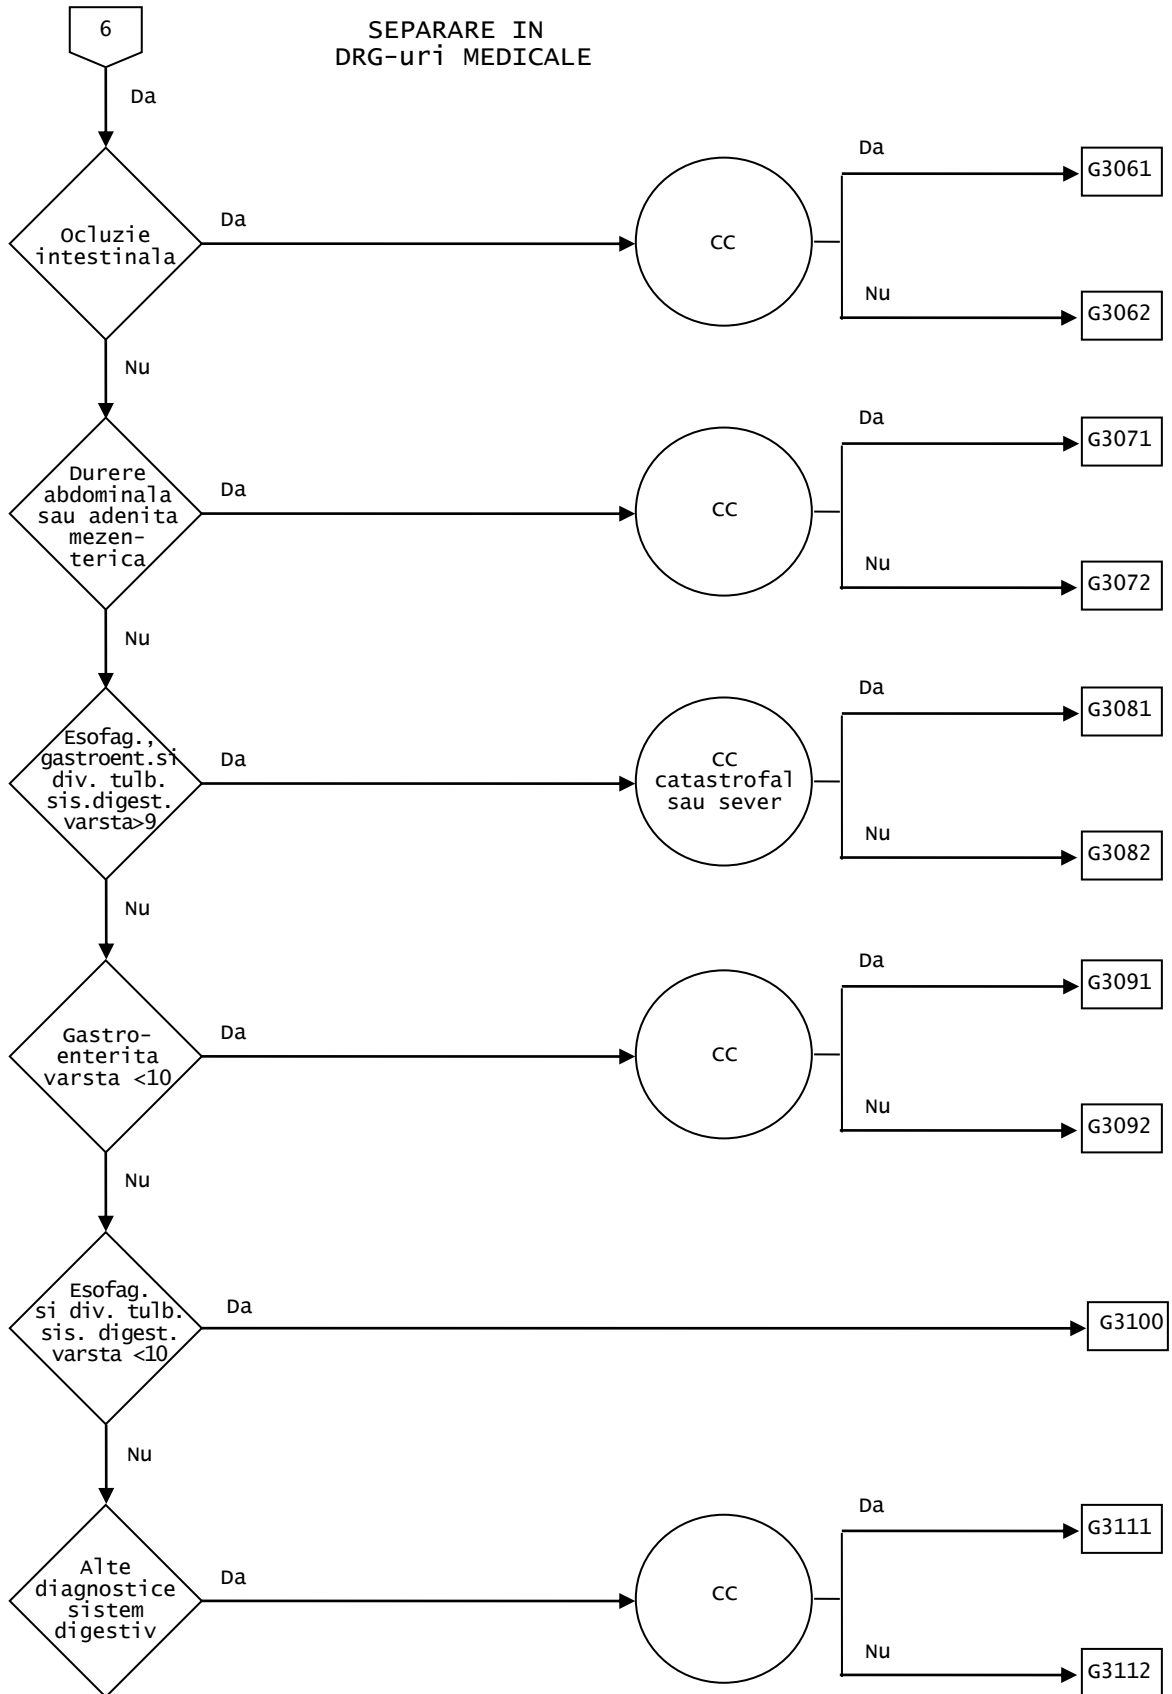 6
SEPARARE IN
DRG-uri MEDICALE
Da
Ocluzie
intestinala
Da
CC
Da
G3061
Nu
G3062
Nu
Durere
abdominala
sau adenita
mezen-
terica
Da
CC
Da
G3071
Nu
G3072
Nu
Esofag.,
gastroent.si
div. tulb.
sis.digest.
varsta>9
Da
CC
catastrofal
sau sever
Da
G3081
Nu
G3082
Nu
Gastro-
enterita
varsta <10
Da
CC
Da
G3091
Nu
G3092
Nu
Esofag.
si div. tulb.
sis. digest.
varsta <10
Da
G3100
Nu
Alte
diagnostice
sistem
digestiv
Da
CC
Da
G3111
Nu
G3112